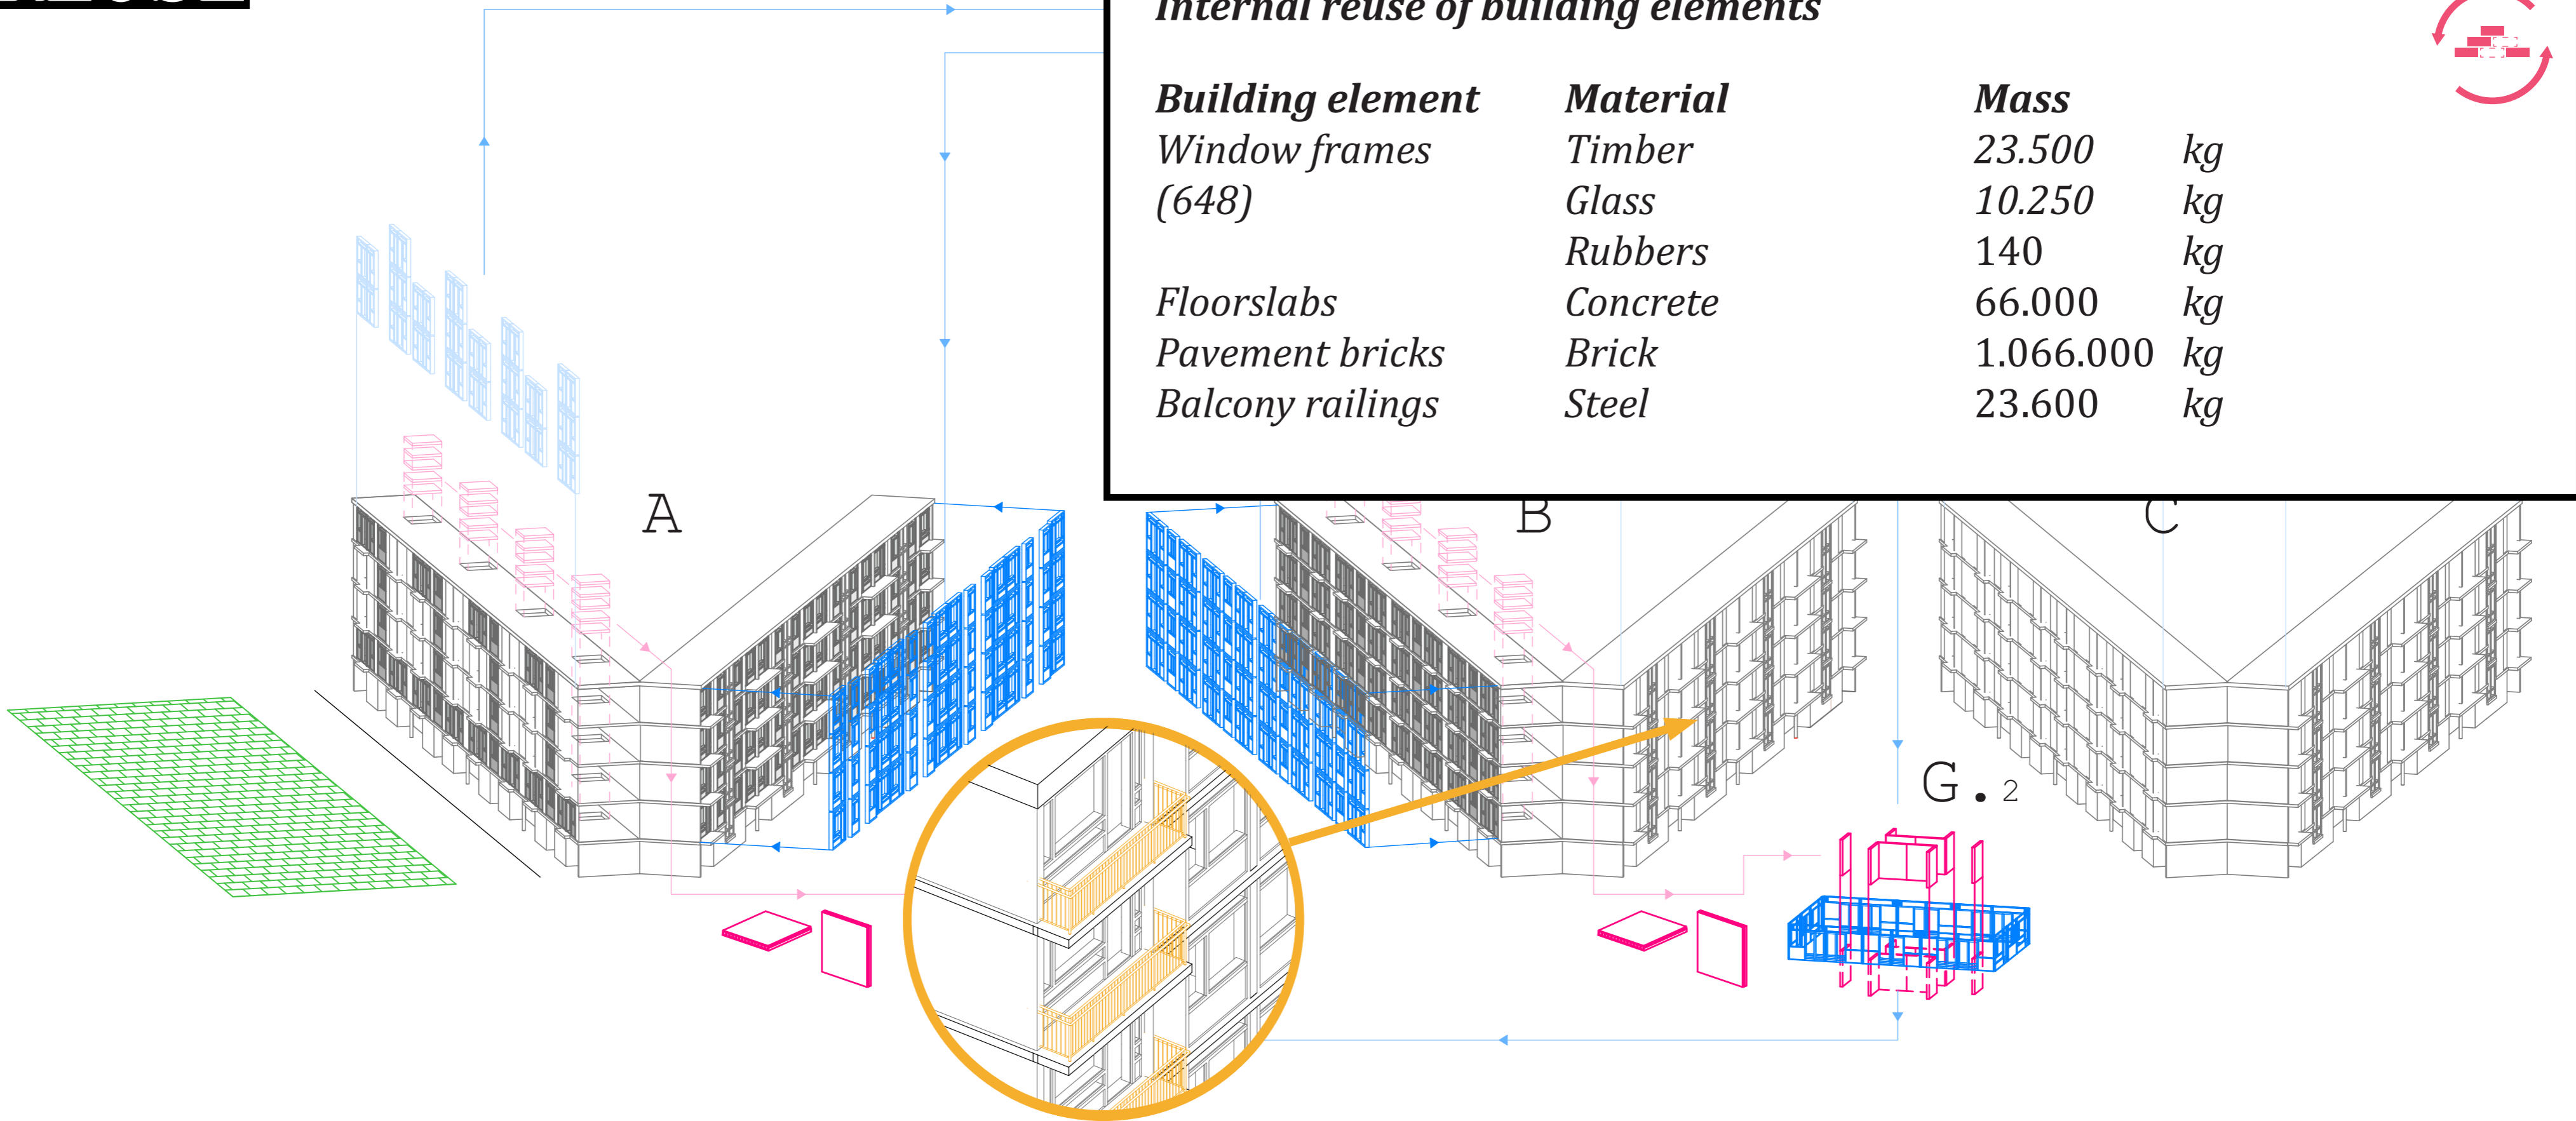 Internal reuse of building elements
Building element Material Mass
Window frames Timber 23.500 kg
(648) Glass 10.250 kg
Rubbers 140 kg
Floorslabs Concrete 66.000 kg
Pavement bricks Brick 1.066.000 kg
Balcony railings Steel 23.600 kg
A
B
C
G.2